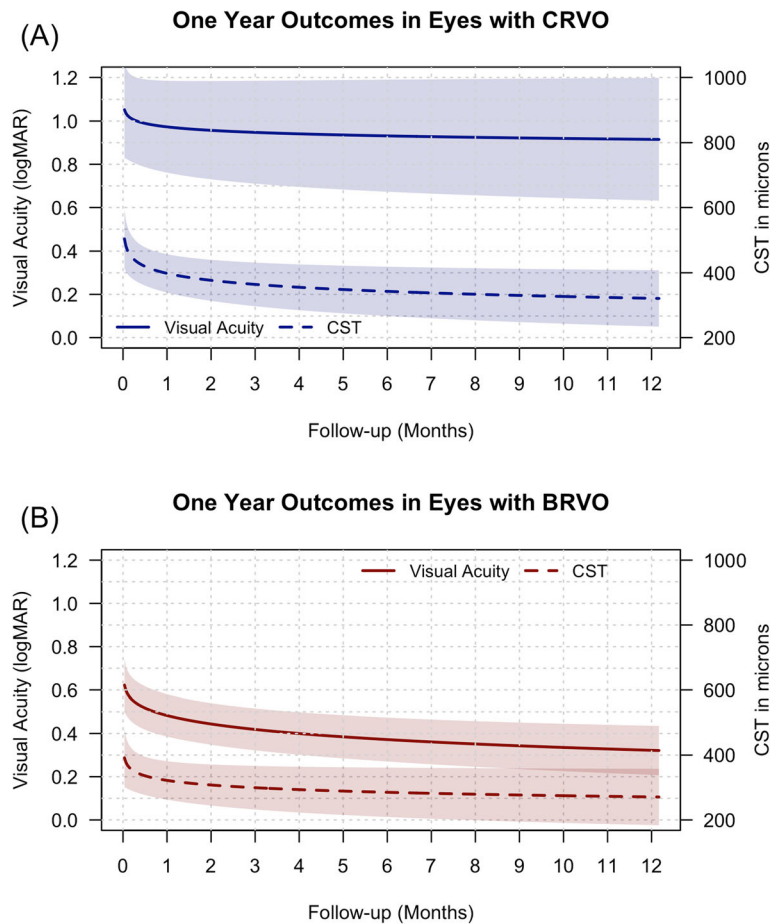 One Year Outcomes in Eyes with CRVO
(A)
1.2
1.0
0.8
0.6
0.4
0.2
0.0
Visual Acuity (logMAR)
1000
800
600
400
200
CST in microns
Visual Acuity
CST
0 1 2 3 4 5 6 7 8 9 10 11 12
Follow-up (Months)
One Year Outcomes in Eyes with BRVO
(B)
1.2
1.0
0.8
0.6
0.4
0.2
0.0
Visual Acuity (logMAR)
1000
800
600
400
200
CST in microns
Visual Acuity
CST
0 1 2 3 4 5 6 7 8 9 10 11 12
Follow-up (Months)